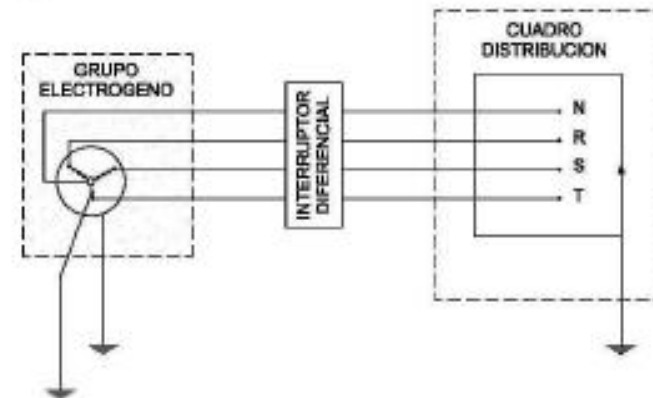 GRUPO
ELECTROGENO
INTERRUPTOR
DIFERENCIAL
CUADRO
DISTRIBUCION
N
R
S
T